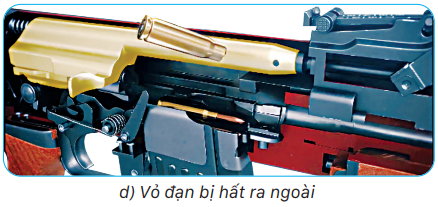 d) Vỏ đạn bị hất ra ngoài